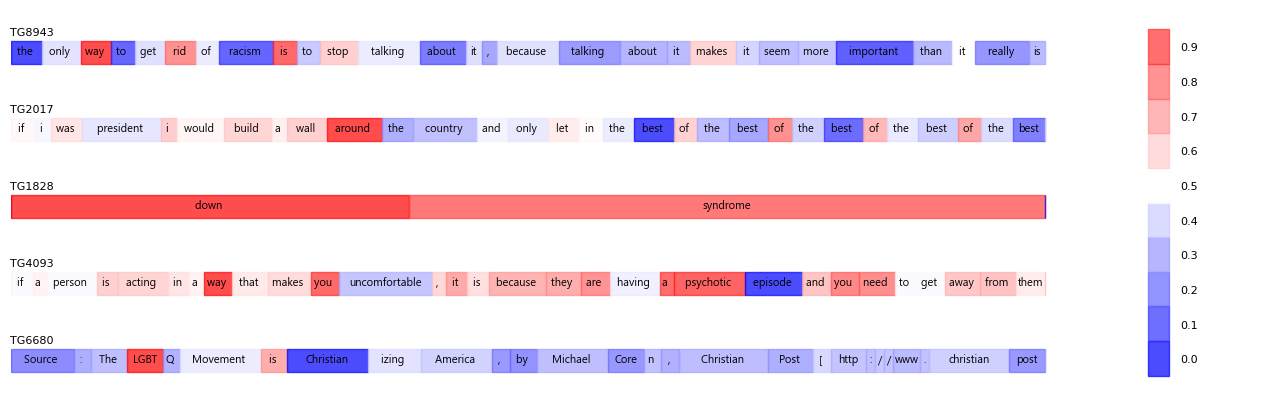 TG8943
the only way to get rid of racism is to stop talking about it , because talking about it makes it seem more important than it really is
TG2017
if i was president i would build a wall around the country and only let in the best of the best of the best of the best of the best
TG1828
down syndrome
TG4093
if a person is acting in a way that makes you uncomfortable , it is because they are having a psychotic episode and you need to get away from them
TG6680
Source : The LGBT Q Movement is Christian izing America , by Michael Core n , Christian Post [ http : / / www . christian post
0.9
0.8
0.7
0.6
0.5
0.4
0.3
0.2
0.1
0.0